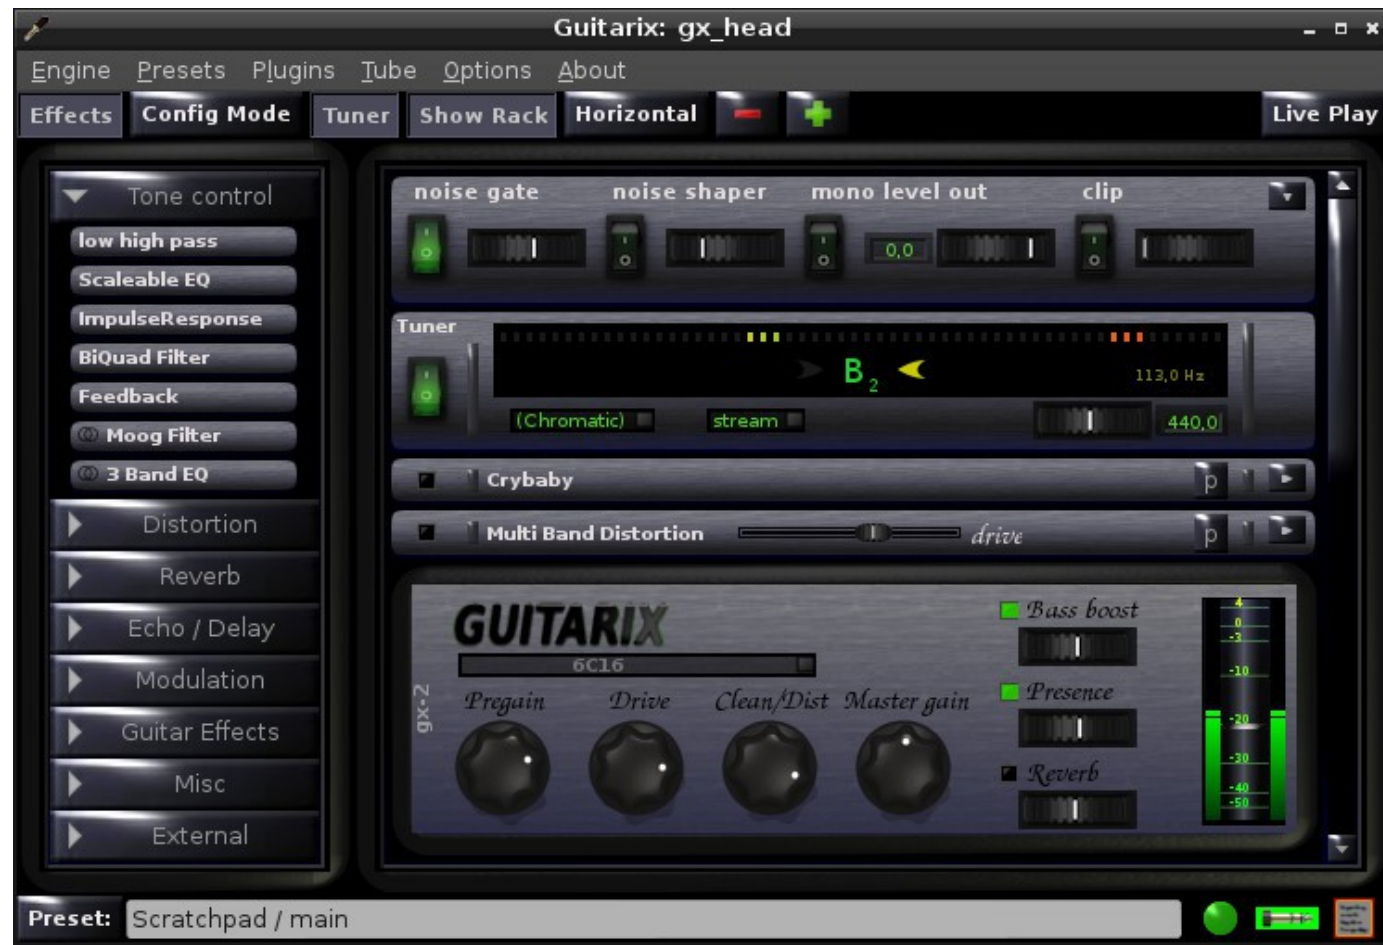 Guitarix: gx_head
Engine Presets Plugins Tube Options About
Effects Config Mode Tuner Show Rack Horizontal Live Play
Tone control
low high pass
Scaleable EQ
ImpulseResponse
BiQuad Filter
Feedback
Moog Filter
3 Band EQ
Distortion
Reverb
Echo / Delay
Modulation
Guitar Effects
Misc
External
noise gate noise shaper mono level out clip
0,0
Tuner
B2
113,0 Hz
(Chromatic) stream 440,0
Crybaby p
Multi Band Distortion drive p
GUITARIX
6C16
gx-2
Pregain Drive Clean/Dist Master gain
Bass boost
Presence
Reverb
4
0
-3
-10
-20
-30
-40
-50
Preset: Scratchpad / main